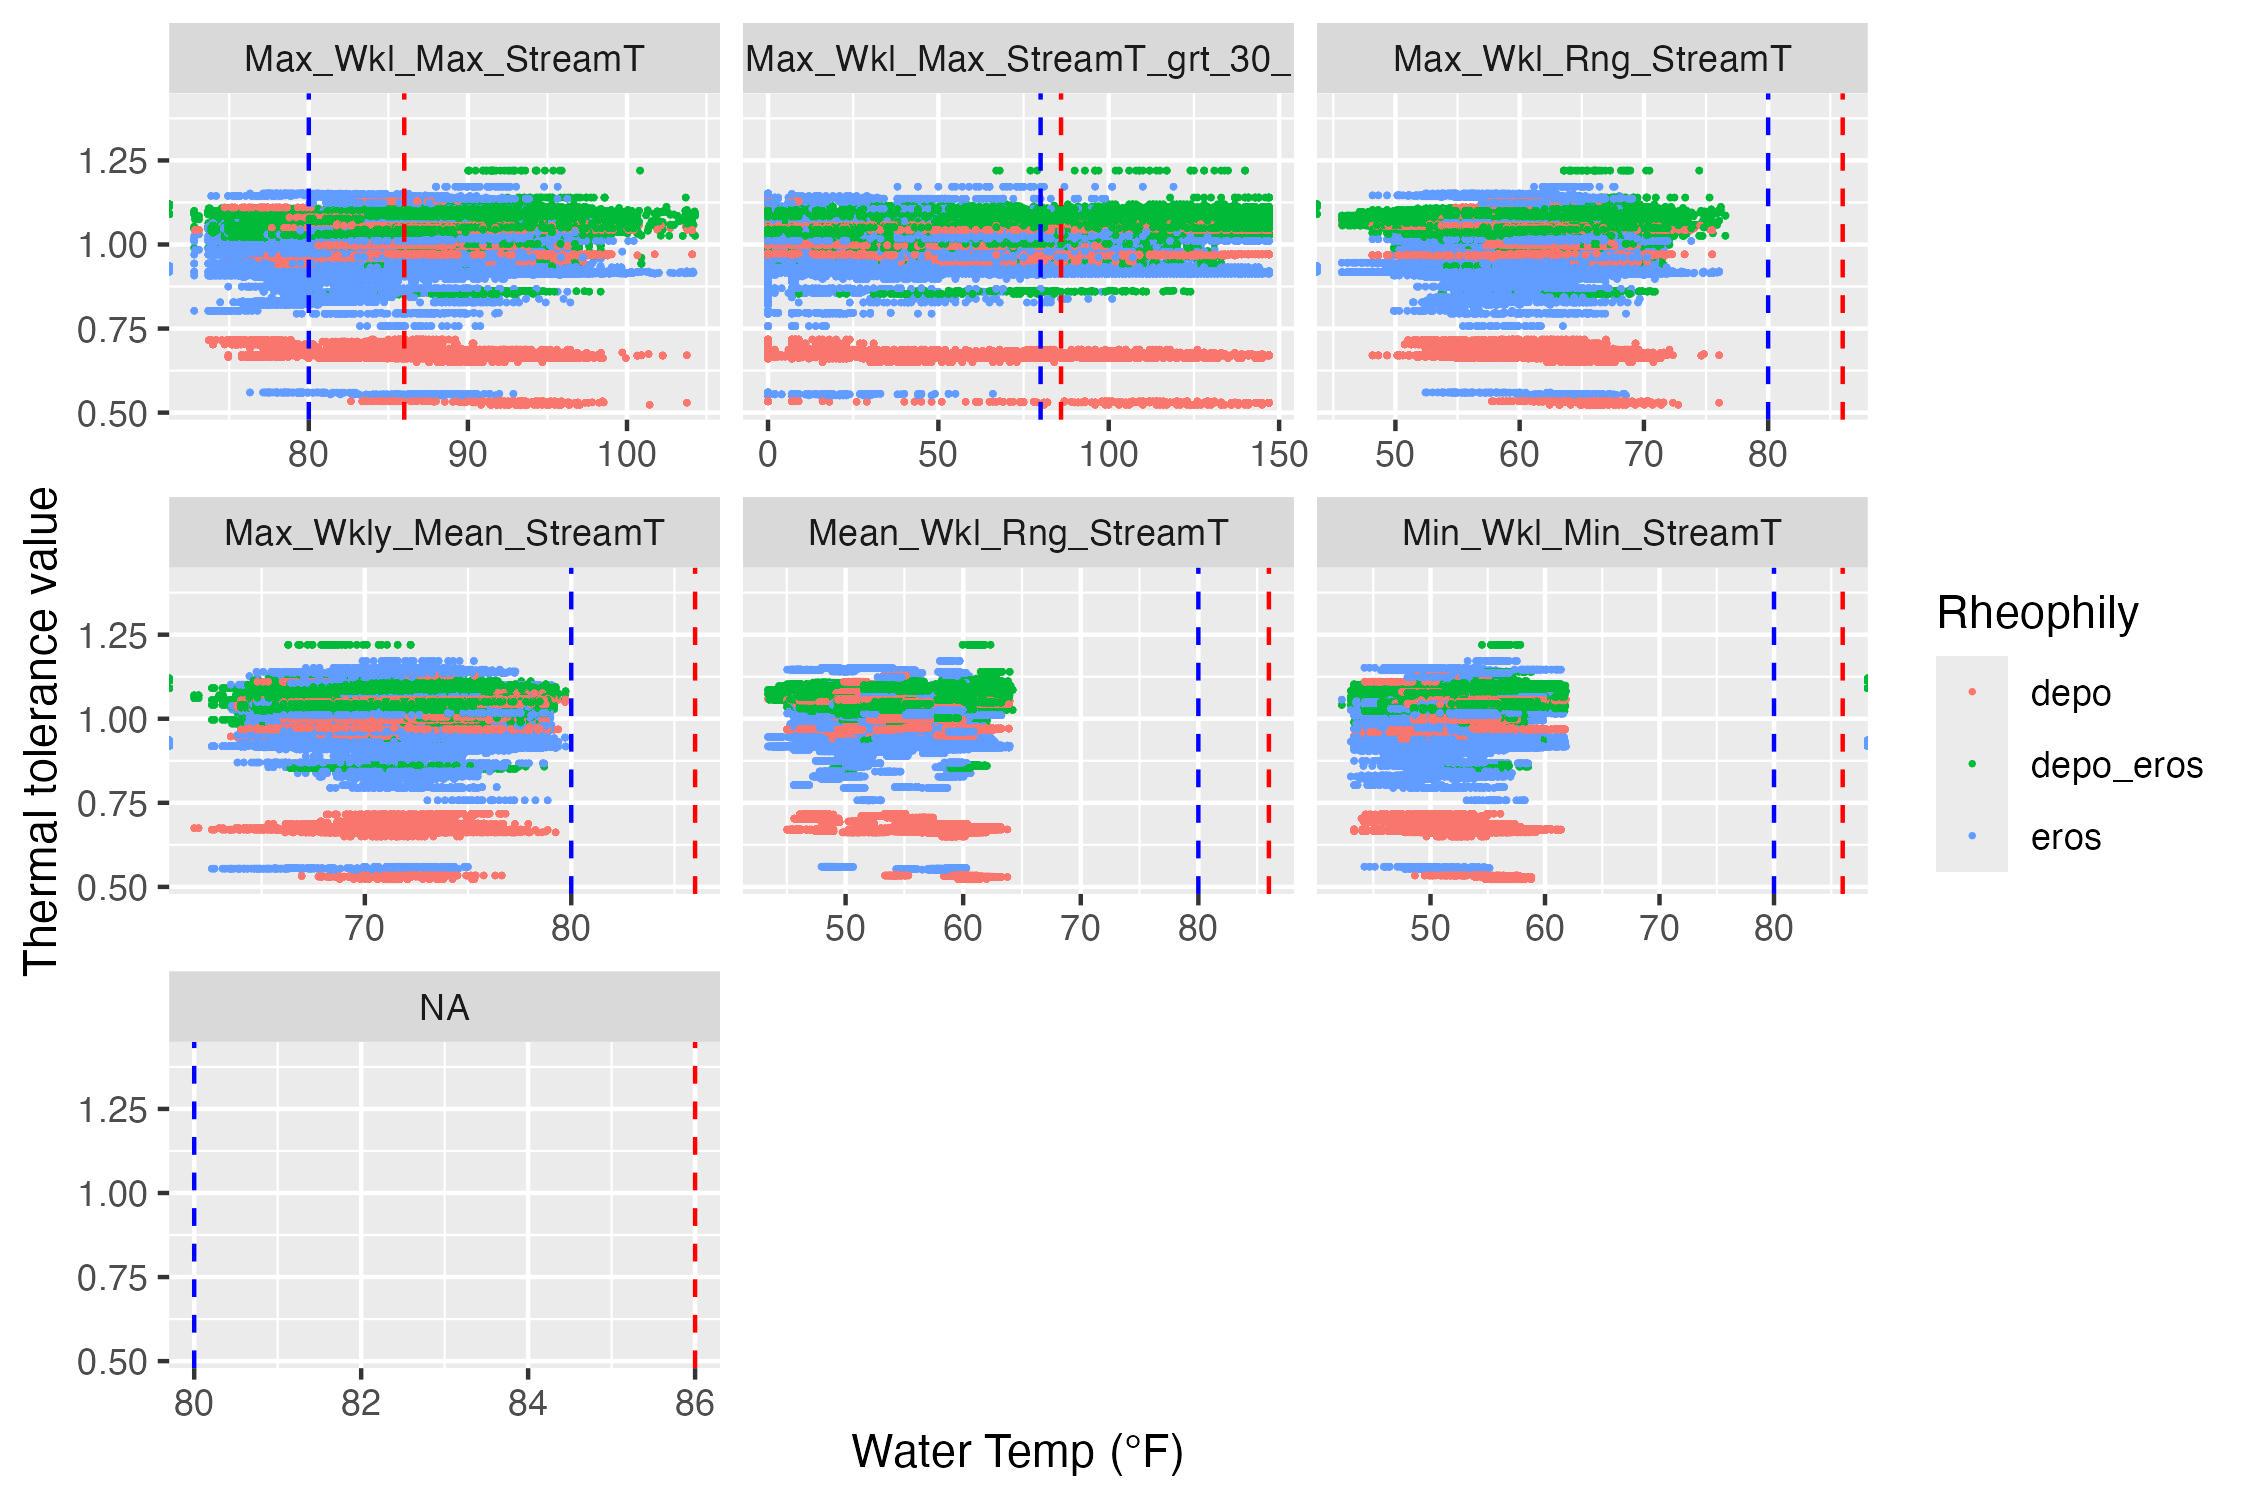 Max_Wkl_Max_StreamT
Max_Wkl_Max_StreamT_grt_30_
Max_Wkl_Rng_StreamT
1.25
1.00
0.75
0.50
80 90 100
0 50 100 150
50 60 70 80
Max_Wkly_Mean_StreamT
Mean_Wkl_Rng_StreamT
Min_Wkl_Min_StreamT
1.25
1.00
0.75
0.50
70 80
50 60 70 80
50 60 70 80
NA
1.25
1.00
0.75
0.50
80 82 84 86
Thermal tolerance value
Water Temp (°F)
Rheophily
depo
depo_eros
eros